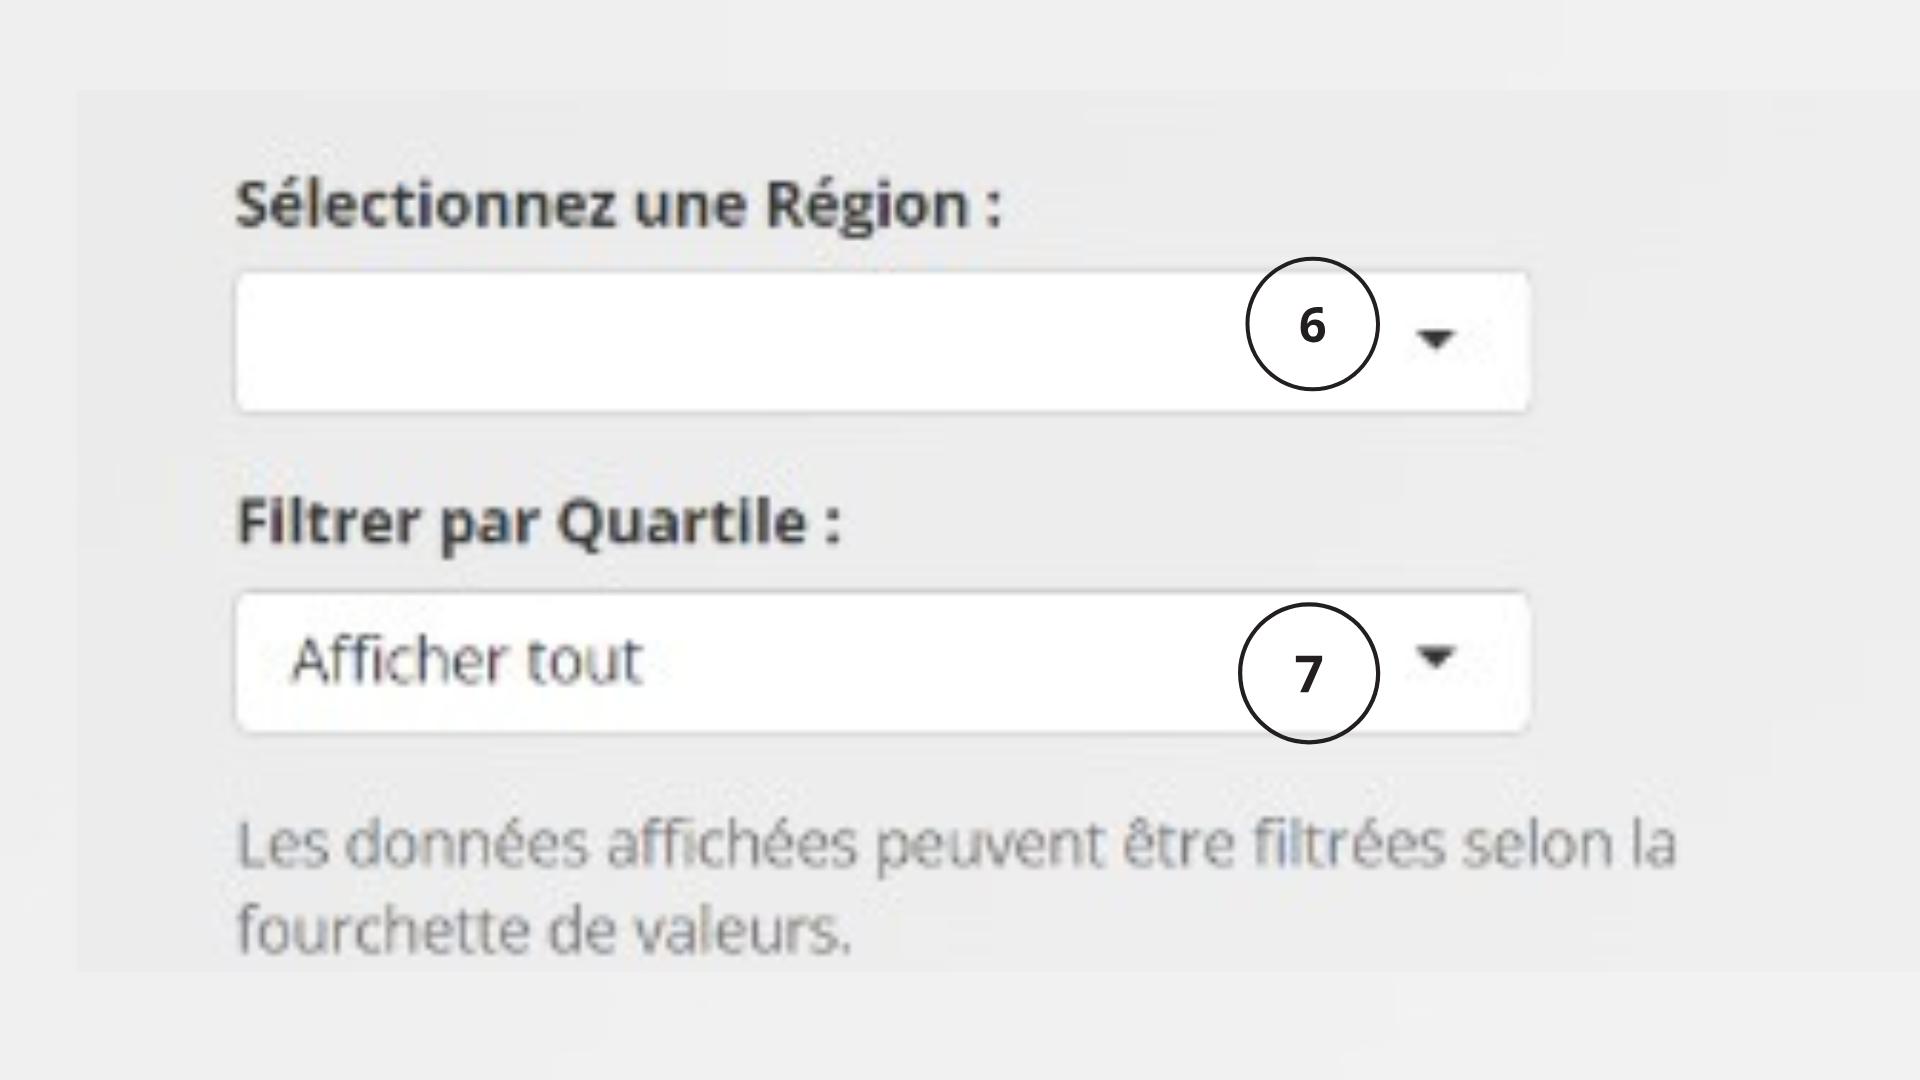 Sélectionnez une Région :
6
Filtrer par Quartile :
Afficher tout
7
Les données affichées peuvent être filtrées selon la
fourchette de valeurs.